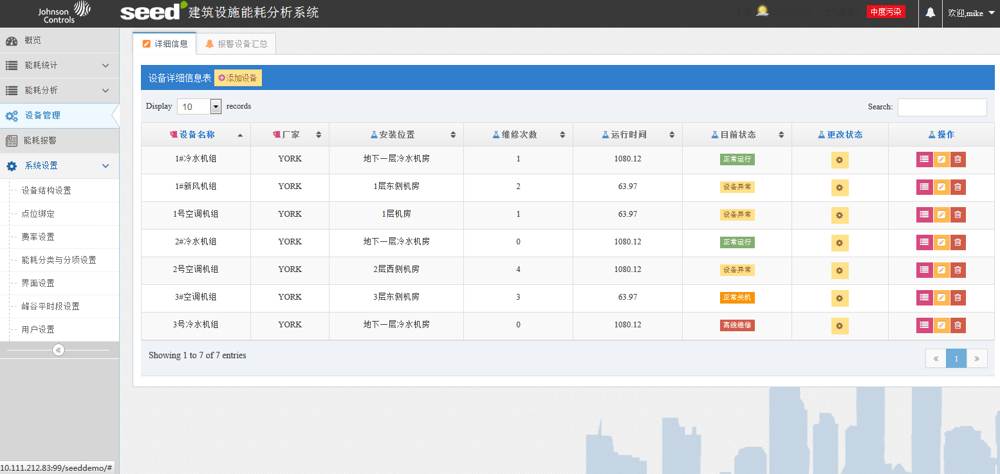 Johnson Controls
seed 建筑设施能耗分析系统
中度污染
欢迎,mike
概览
能耗统计
能耗分析
设备管理
能耗报警
系统设置
设备结构设置
点位绑定
费率设置
能耗分类与分项设置
界面设置
峰谷平时段设置
用户设置
详细信息 报警设备汇总
设备详细信息表 添加设备
Display 10 records Search:
设备名称 厂家 安装位置 维修次数 运行时间 目前状态 更改状态 操作
1#冷水机组 YORK 地下一层冷水机房 1 1080.12 正常运行
1#新风机组 YORK 1层东侧机房 2 63.97 设备异常
1号空调机组 YORK 1层机房 1 63.97 设备异常
2#冷水机组 YORK 地下一层冷水机房 0 1080.12 正常运行
2号空调机组 YORK 2层西侧机房 4 1080.12 设备异常
3#空调机组 YORK 3层东侧机房 3 63.97 正常关机
3号冷水机组 YORK 地下一层冷水机房 0 1080.12 离线维修
Showing 1 to 7 of 7 entries
« 1 »
10.111.212.83:99/seeddemo/#